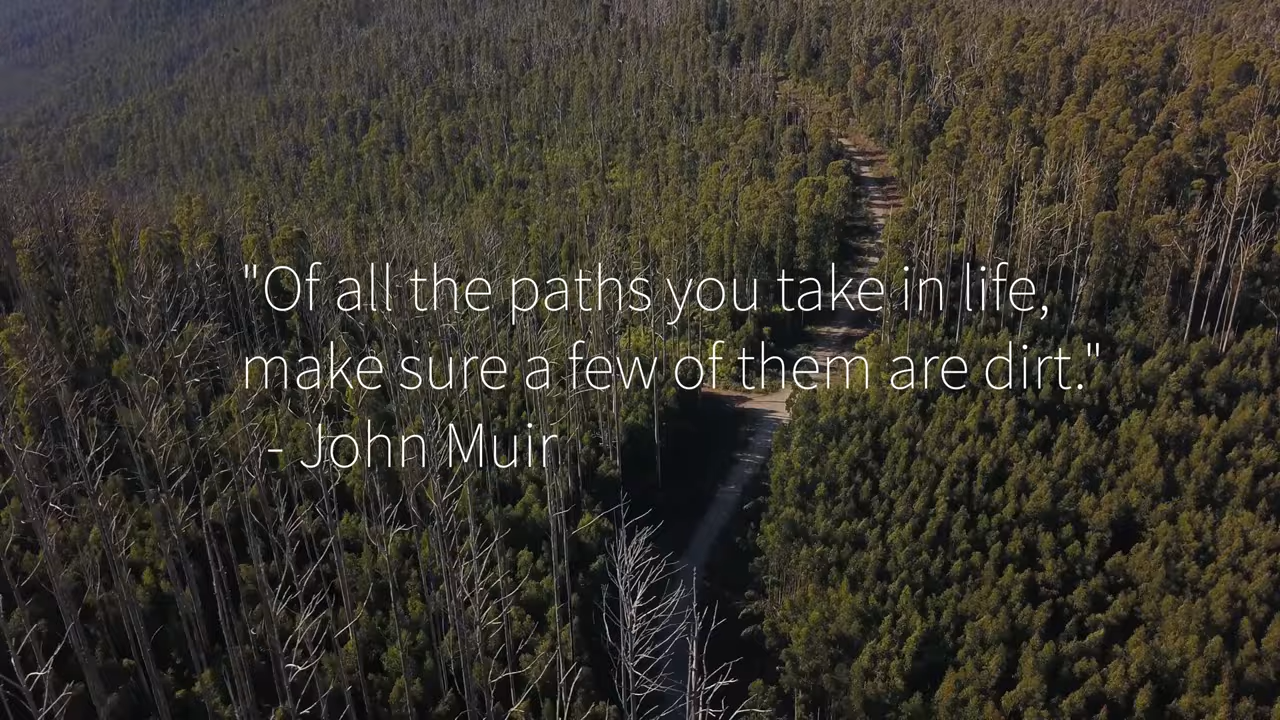 "Of all the paths you take in life,
make sure a few of them are dirt."
- John Muir